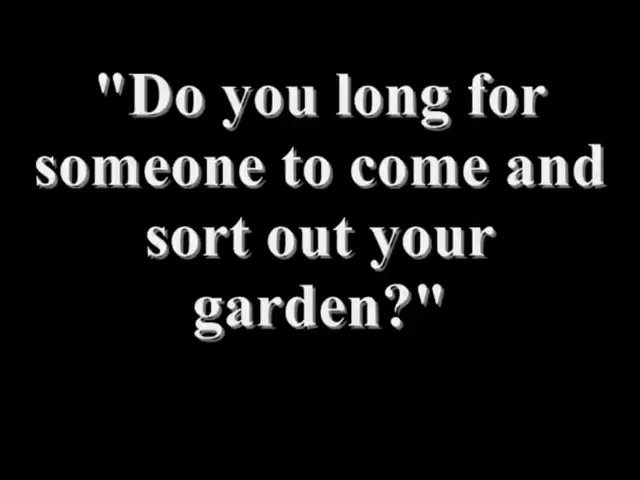 "Do you long for
someone to come and
sort out your
garden?"